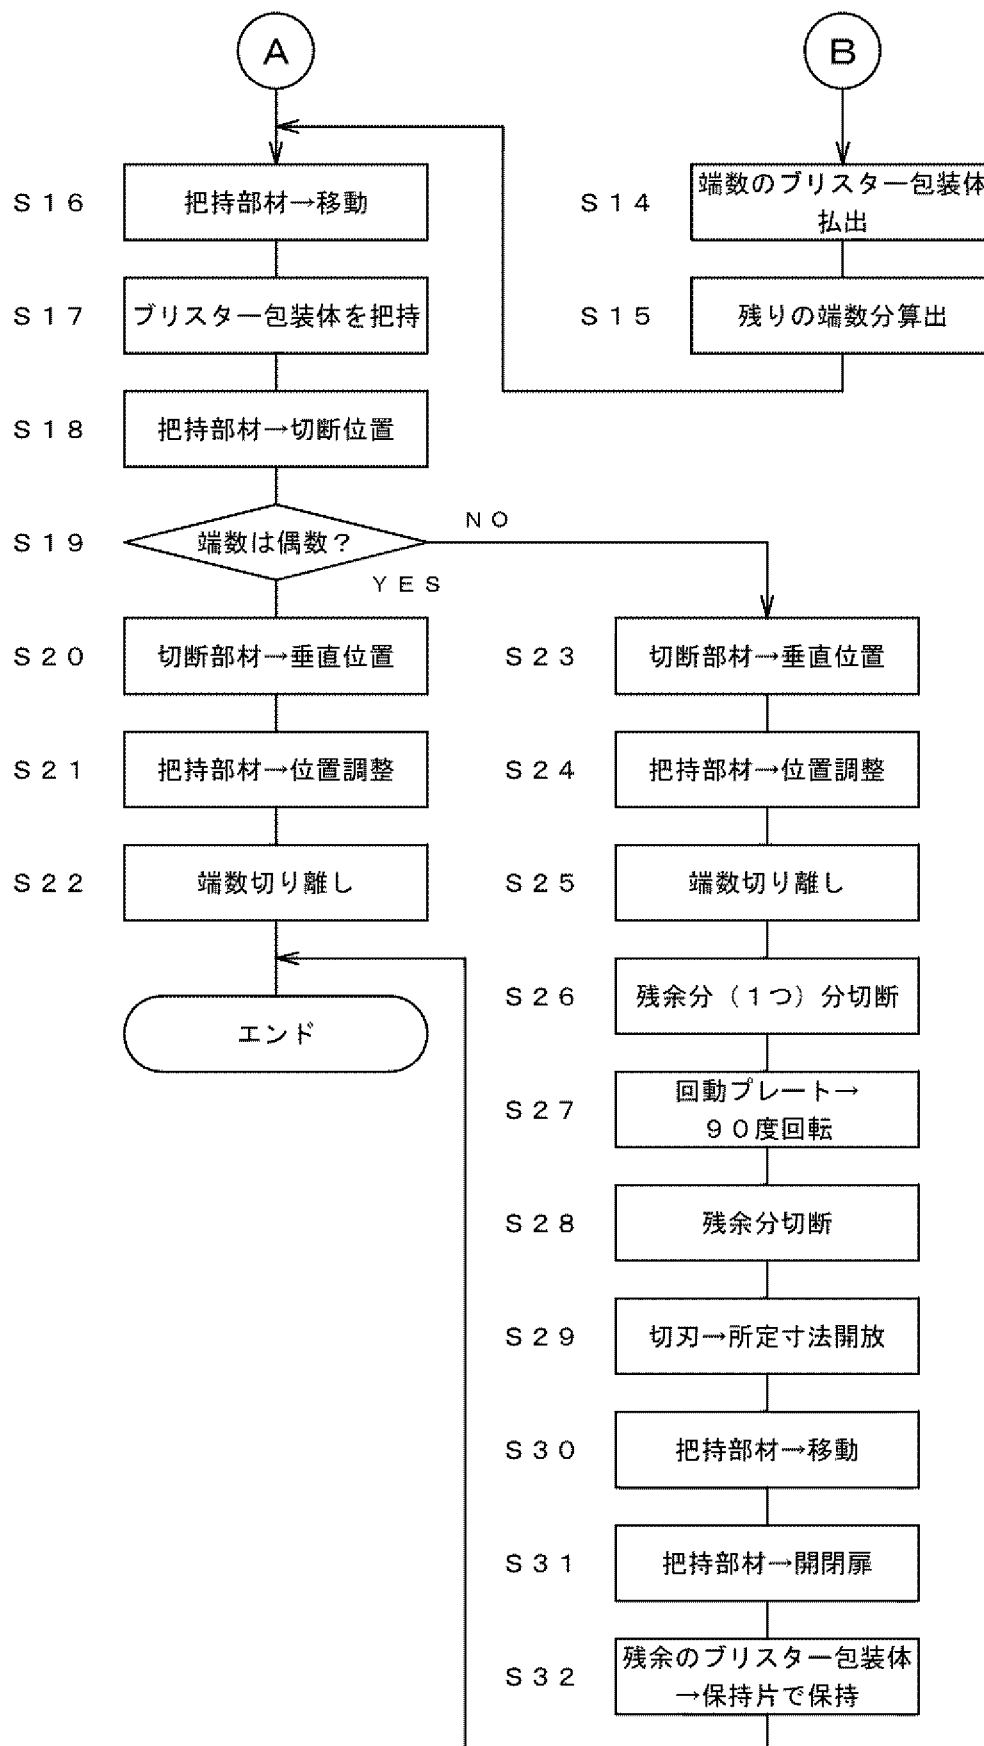 A
B
S16
把持部材→移動
S14
端数のブリスター包装体
払出
S17
ブリスター包装体を把持
S15
残りの端数分算出
S18
把持部材→切断位置
S19
端数は偶数？
NO
YES
S20
切断部材→垂直位置
S23
切断部材→垂直位置
S21
把持部材→位置調整
S24
把持部材→位置調整
S22
端数切り離し
S25
端数切り離し
S26
残余分（１つ）分切断
エンド
S27
回動プレート→
９０度回転
S28
残余分切断
S29
切刃→所定寸法開放
S30
把持部材→移動
S31
把持部材→開閉扉
S32
残余のブリスター包装体
→保持片で保持